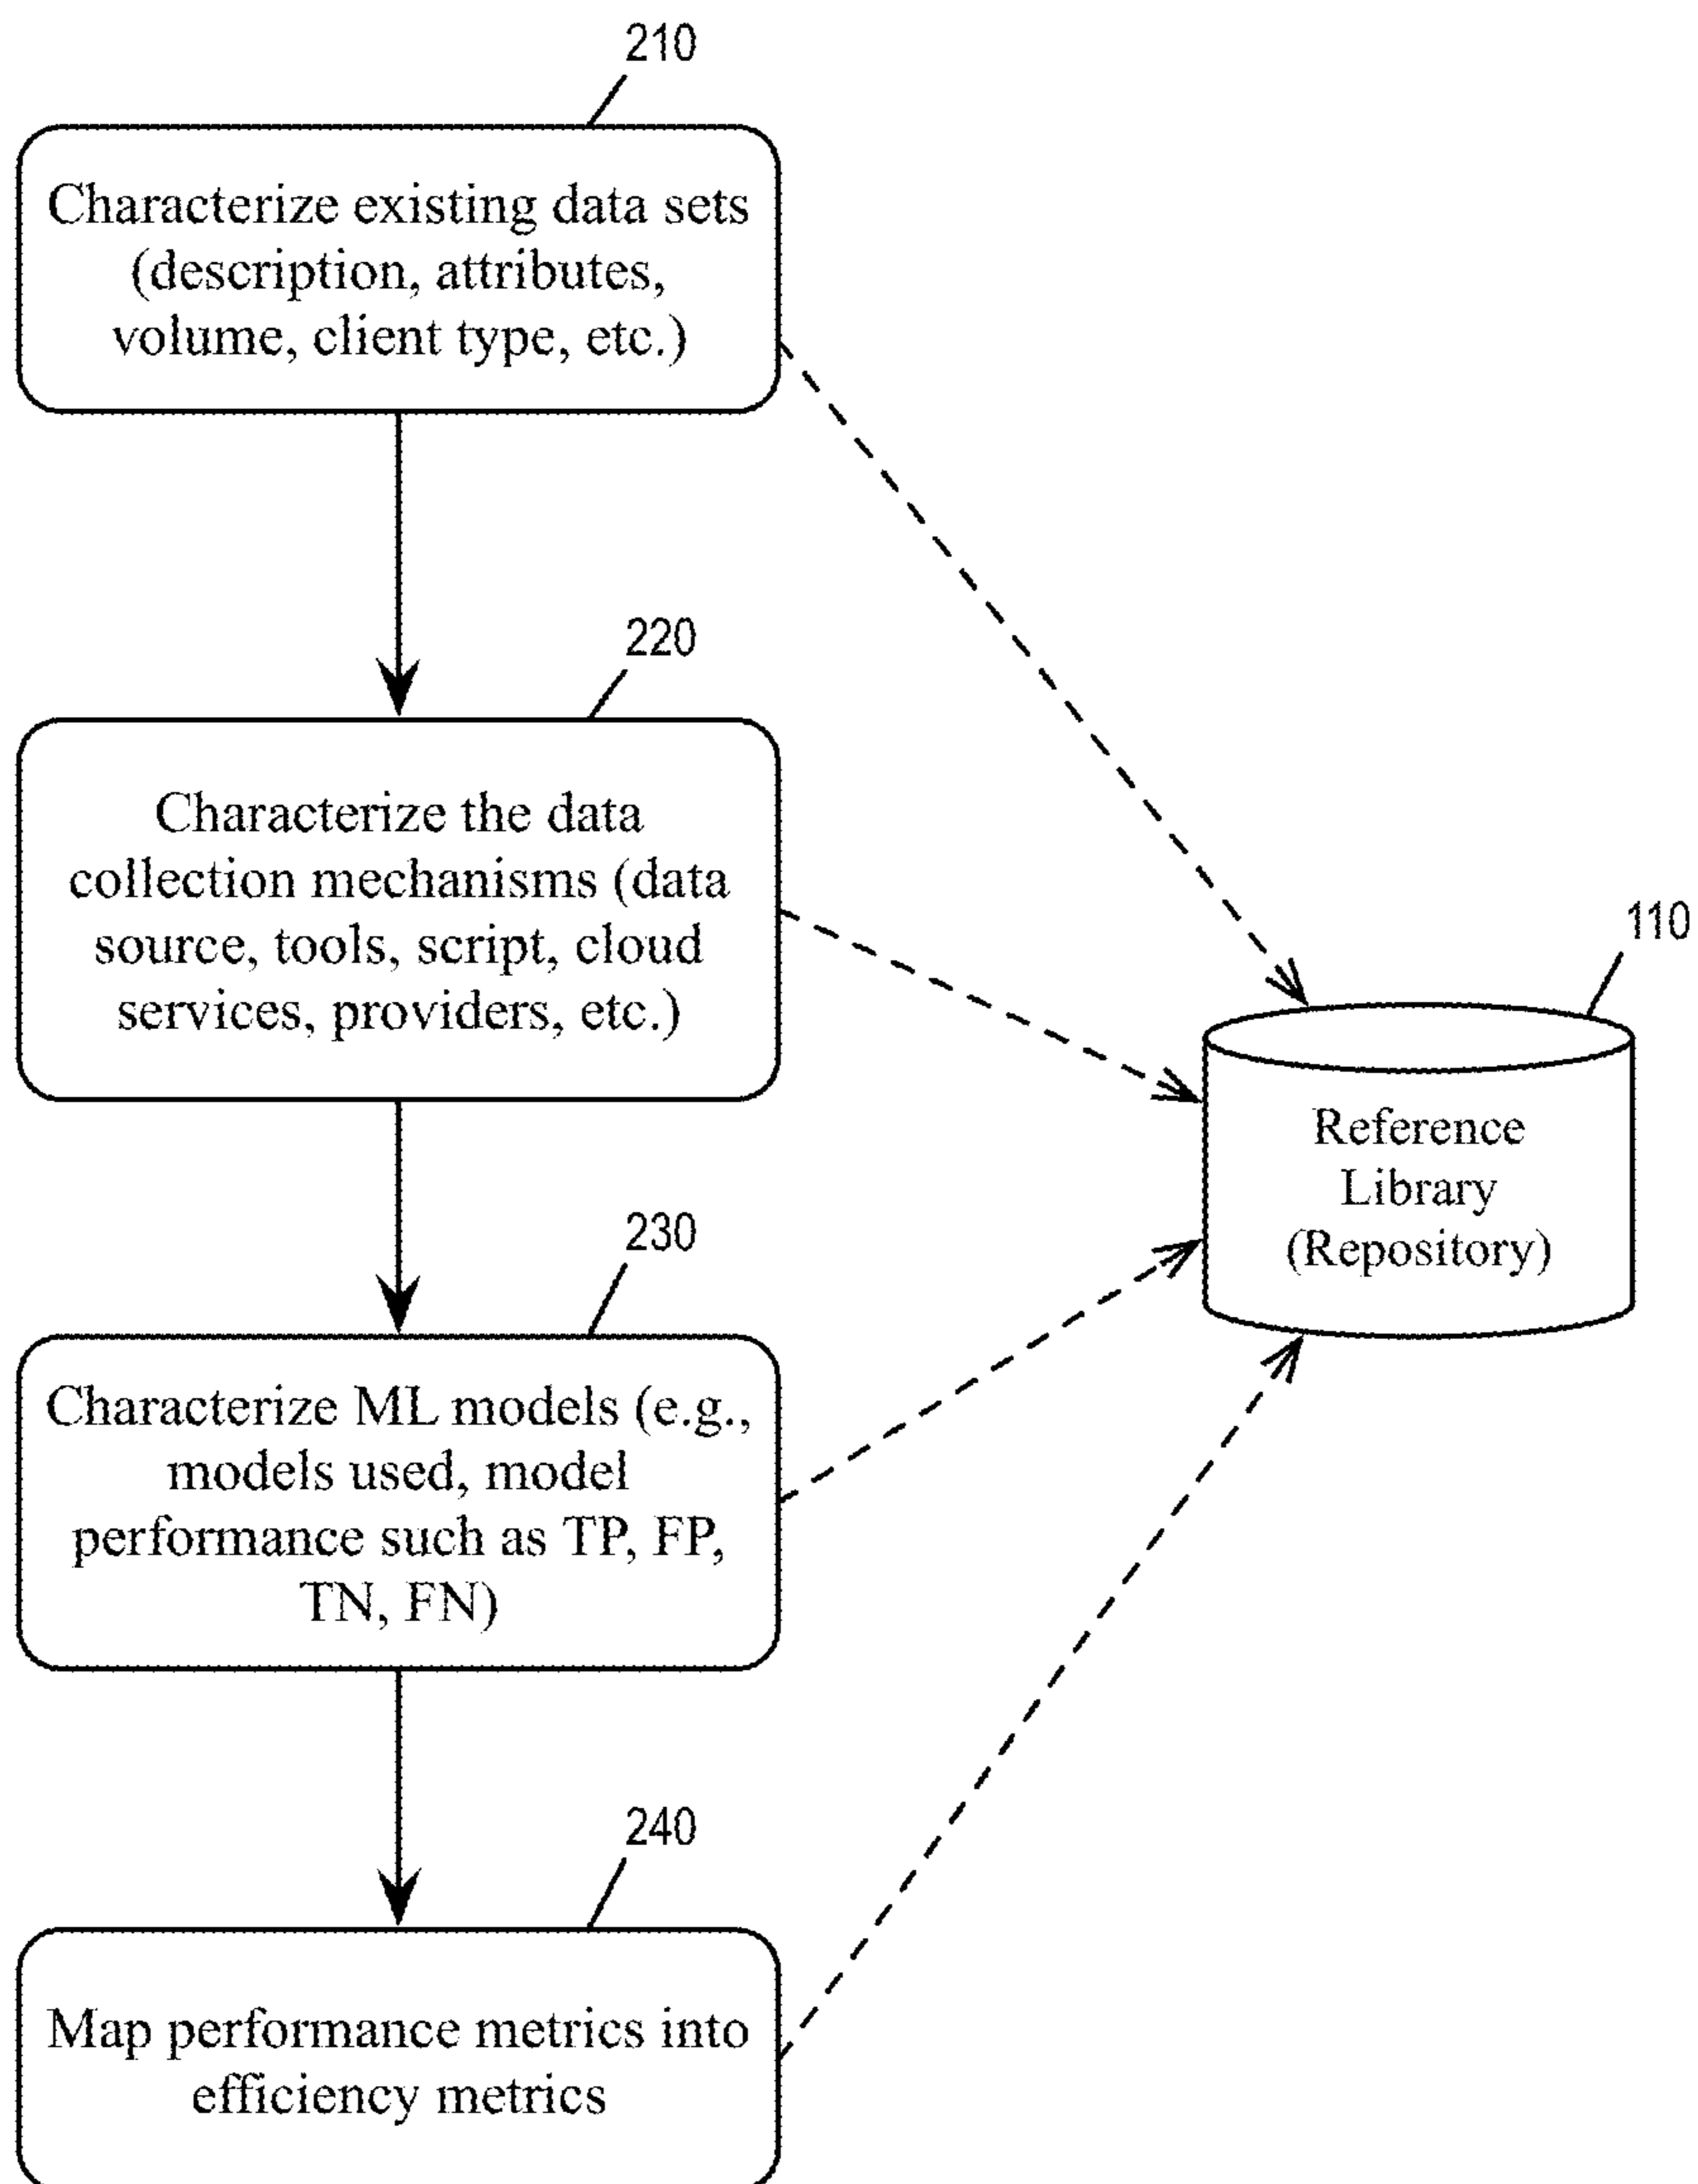 210
Characterize existing data sets
(description, attributes,
volume, client type, etc.)
220
Characterize the data
collection mechanisms (data
source, tools, script, cloud
services, providers, etc.)
110
Reference
Library
(Repository)
230
Characterize ML models (e.g.,
models used, model
performance such as TP, FP,
TN, FN)
240
Map performance metrics into
efficiency metrics